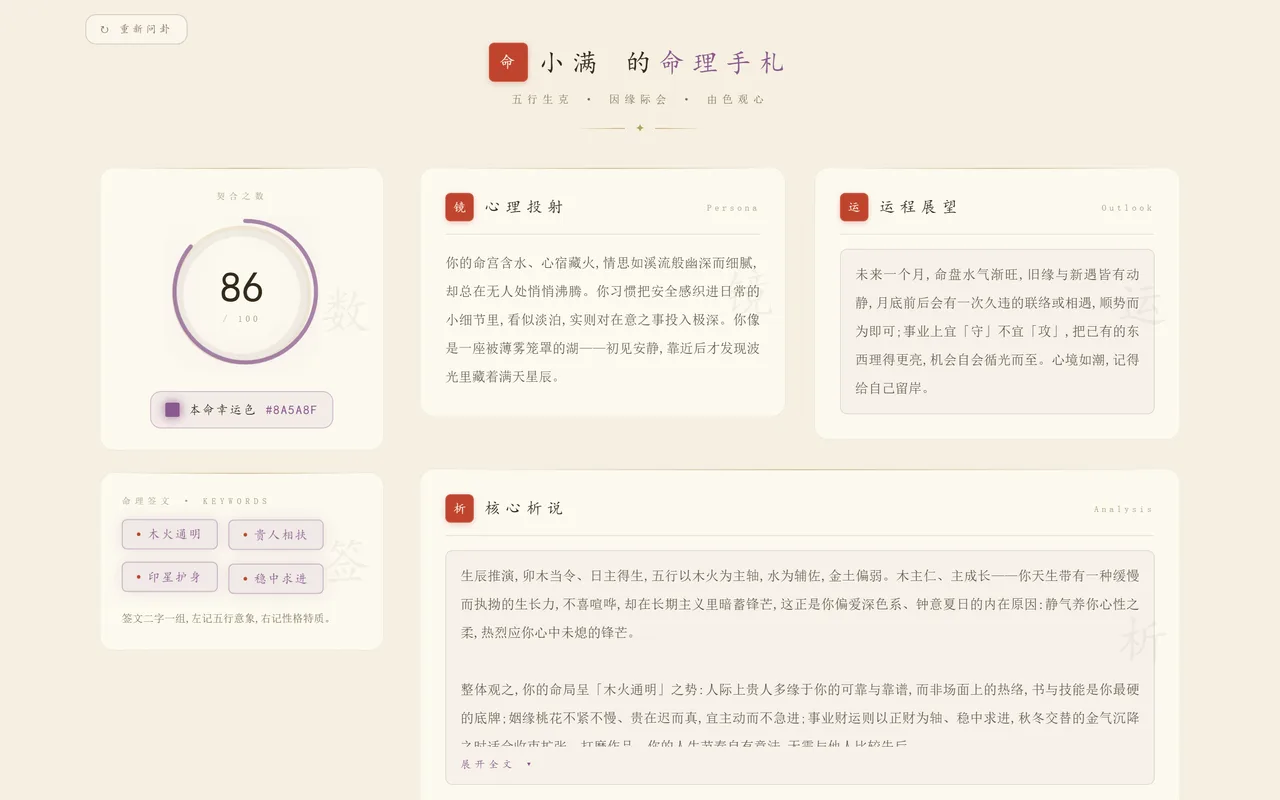 ↻ 重新问卦
命 小满 的命理手札
五行生克 • 因缘际会 • 由色观心
契合之数
86
/ 100
数
本命幸运色 #8A5A8F
命理签文 • KEYWORDS
木火通明
贵人相扶
印星护身
稳中求进
签
签文二字一组,左记五行意象,右记性格特质。
镜 心理投射 Persona
你的命宫含水、心宿藏火,情思如溪流般幽深而细腻,
却总在无人处悄悄沸腾。你习惯把安全感织进日常的
小细节里,看似淡泊,实则对在意之事投入极深。你像
是一座被薄雾笼罩的湖——初见安静,靠近后才发现波
光里藏着满天星辰。
镜
运 运程展望 Outlook
未来一个月,命盘水气渐旺,旧缘与新遇皆有动
静,月底前后会有一次久违的联络或相遇,顺势而
为即可;事业上宜「守」不宜「攻」,把已有的东
西理得更亮,机会自会循光而至。心境如潮,记得
给自己留岸。
运
析 核心析说 Analysis
生辰推演,卯木当令、日主得生,五行以木火为主轴,水为辅佐,金土偏弱。木主仁、主成长——你天生带有一种缓慢
而执拗的生长力,不喜喧哗,却在长期主义里暗蓄锋芒,这正是你偏爱深色系、钟意夏日的内在原因:静气养你心性之
柔,热烈应你心中未熄的锋芒。
析
整体观之,你的命局呈「木火通明」之势:人际上贵人多缘于你的可靠与靠谱,而非场面上的热络,书与技能是你最硬
的底牌;姻缘桃花不紧不慢、贵在迟而真,宜主动而不急进;事业财运则以正财为轴、稳中求进,秋冬交替的金气沉降
展开全文 ▾